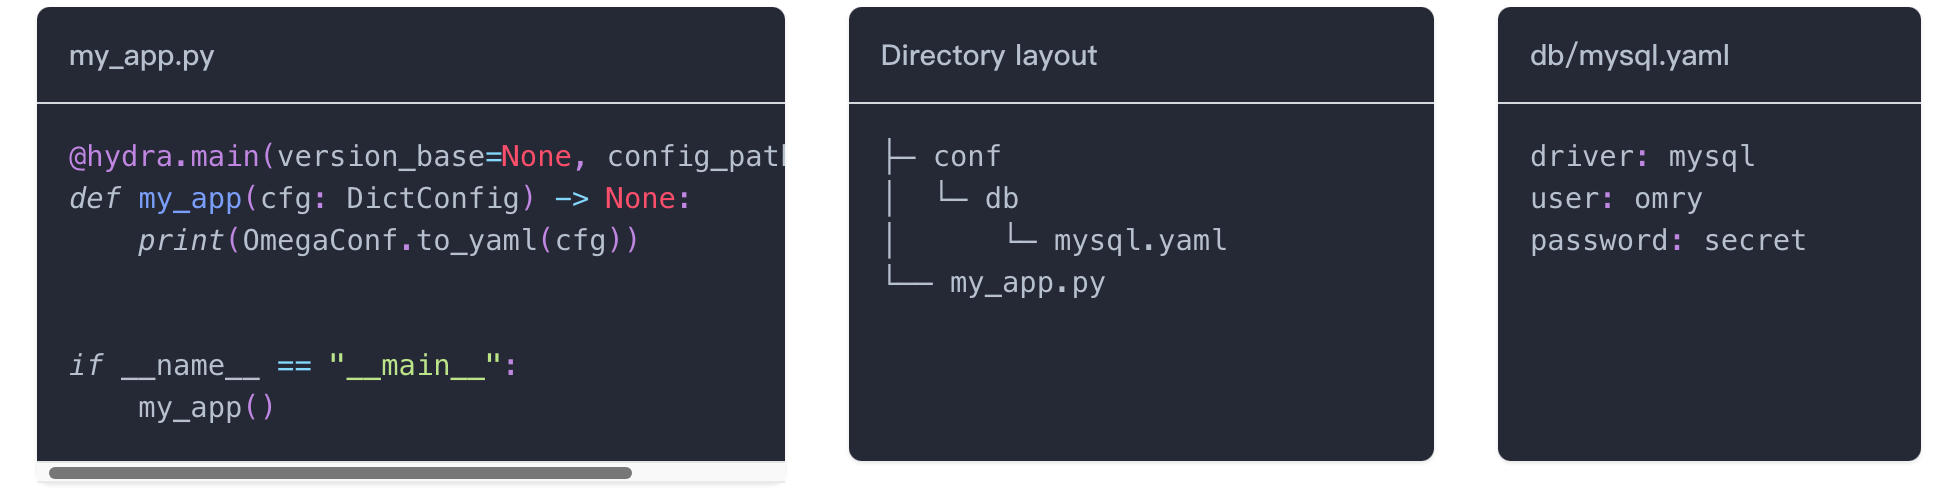 my_app.py
@hydra.main(version_base=None, config_pat
def my_app(cfg: DictConfig) -> None:
    print(OmegaConf.to_yaml(cfg))
if __name__ == "__main__":
    my_app()
Directory layout
├─ conf
│  └─ db
│      └─ mysql.yaml
└── my_app.py
db/mysql.yaml
driver: mysql
user: omry
password: secret